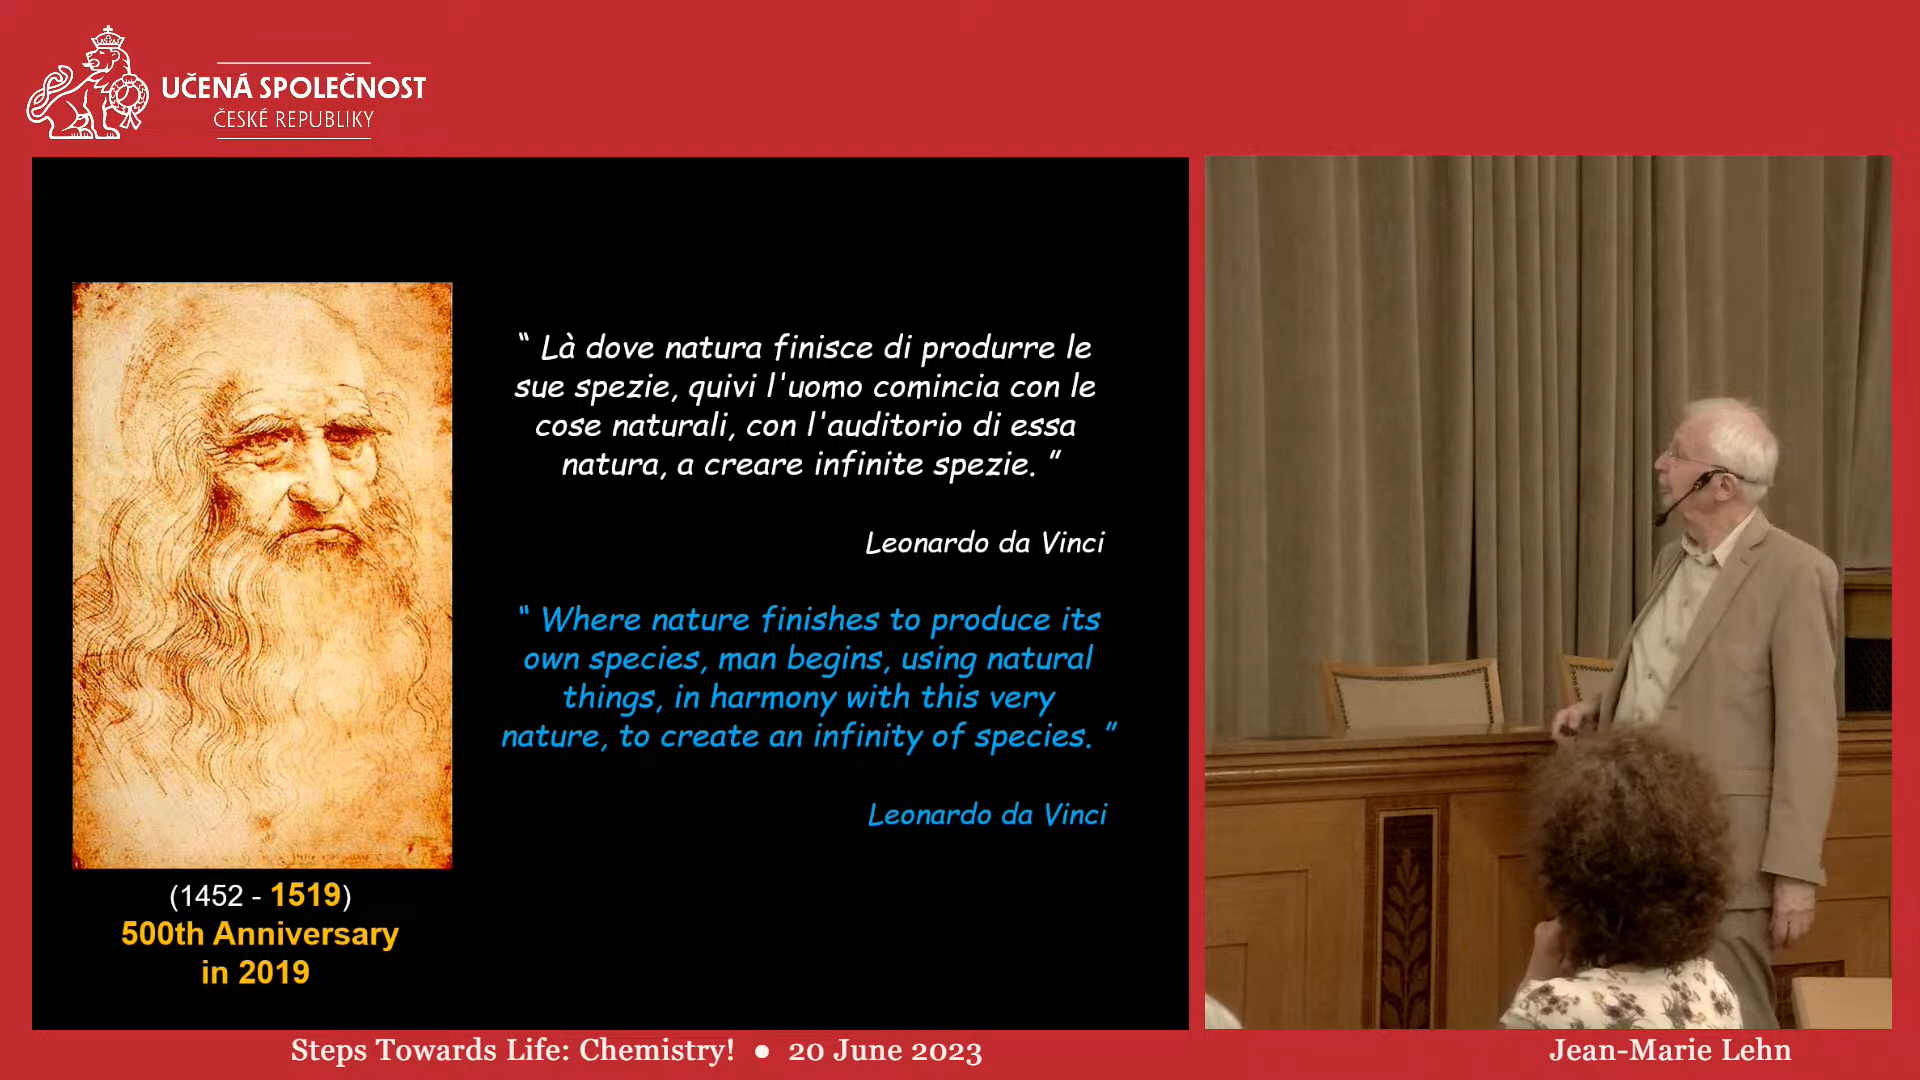 UČENÁ SPOLEČNOST
ČESKÉ REPUBLIKY
“ Là dove natura finisce di produrre le
sue spezie, quivi l'uomo comincia con le
cose naturali, con l'auditorio di essa
natura, a creare infinite spezie. ”
Leonardo da Vinci
“ Where nature finishes to produce its
own species, man begins, using natural
things, in harmony with this very
nature, to create an infinity of species. ”
Leonardo da Vinci
(1452 - 1519)
500th Anniversary
in 2019
Steps Towards Life: Chemistry! ● 20 June 2023
Jean-Marie Lehn